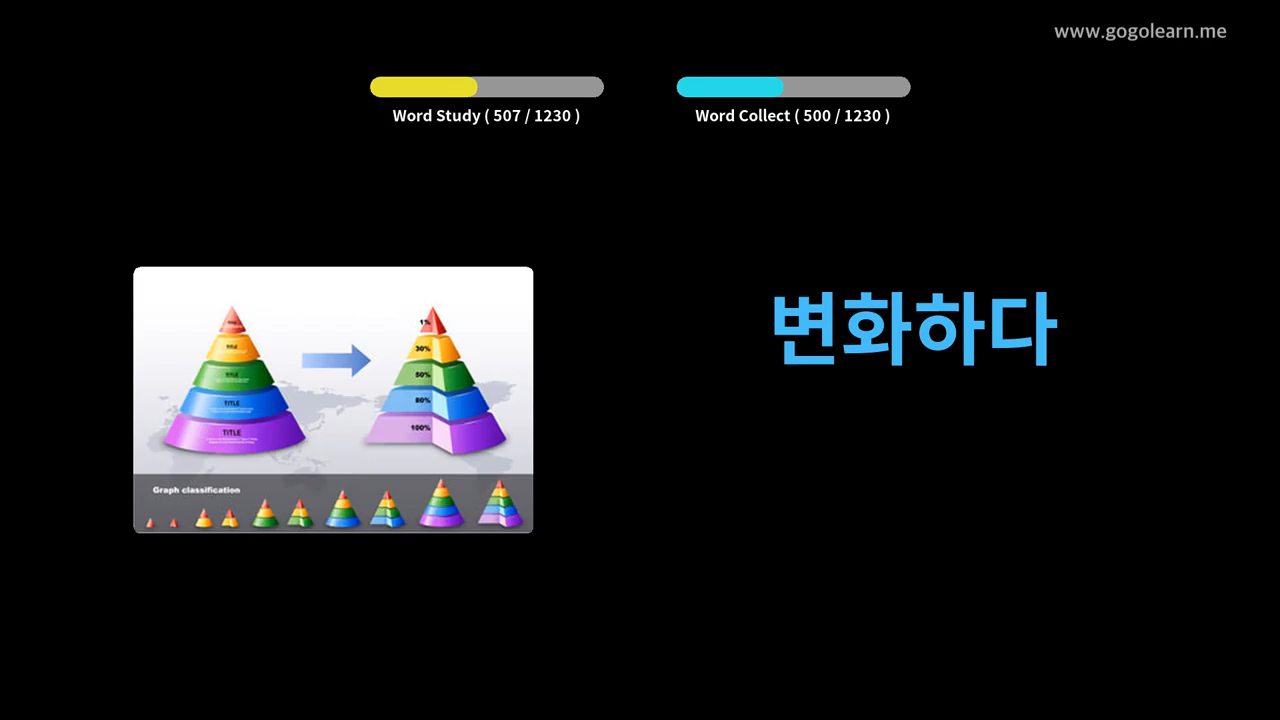 www.gogolearn.me
Word Study ( 507 / 1230 )
Word Collect ( 500 / 1230 )
변화하다
TITLE
TITLE
TITLE
TITLE
1%
30%
50%
80%
100%
Graph classification